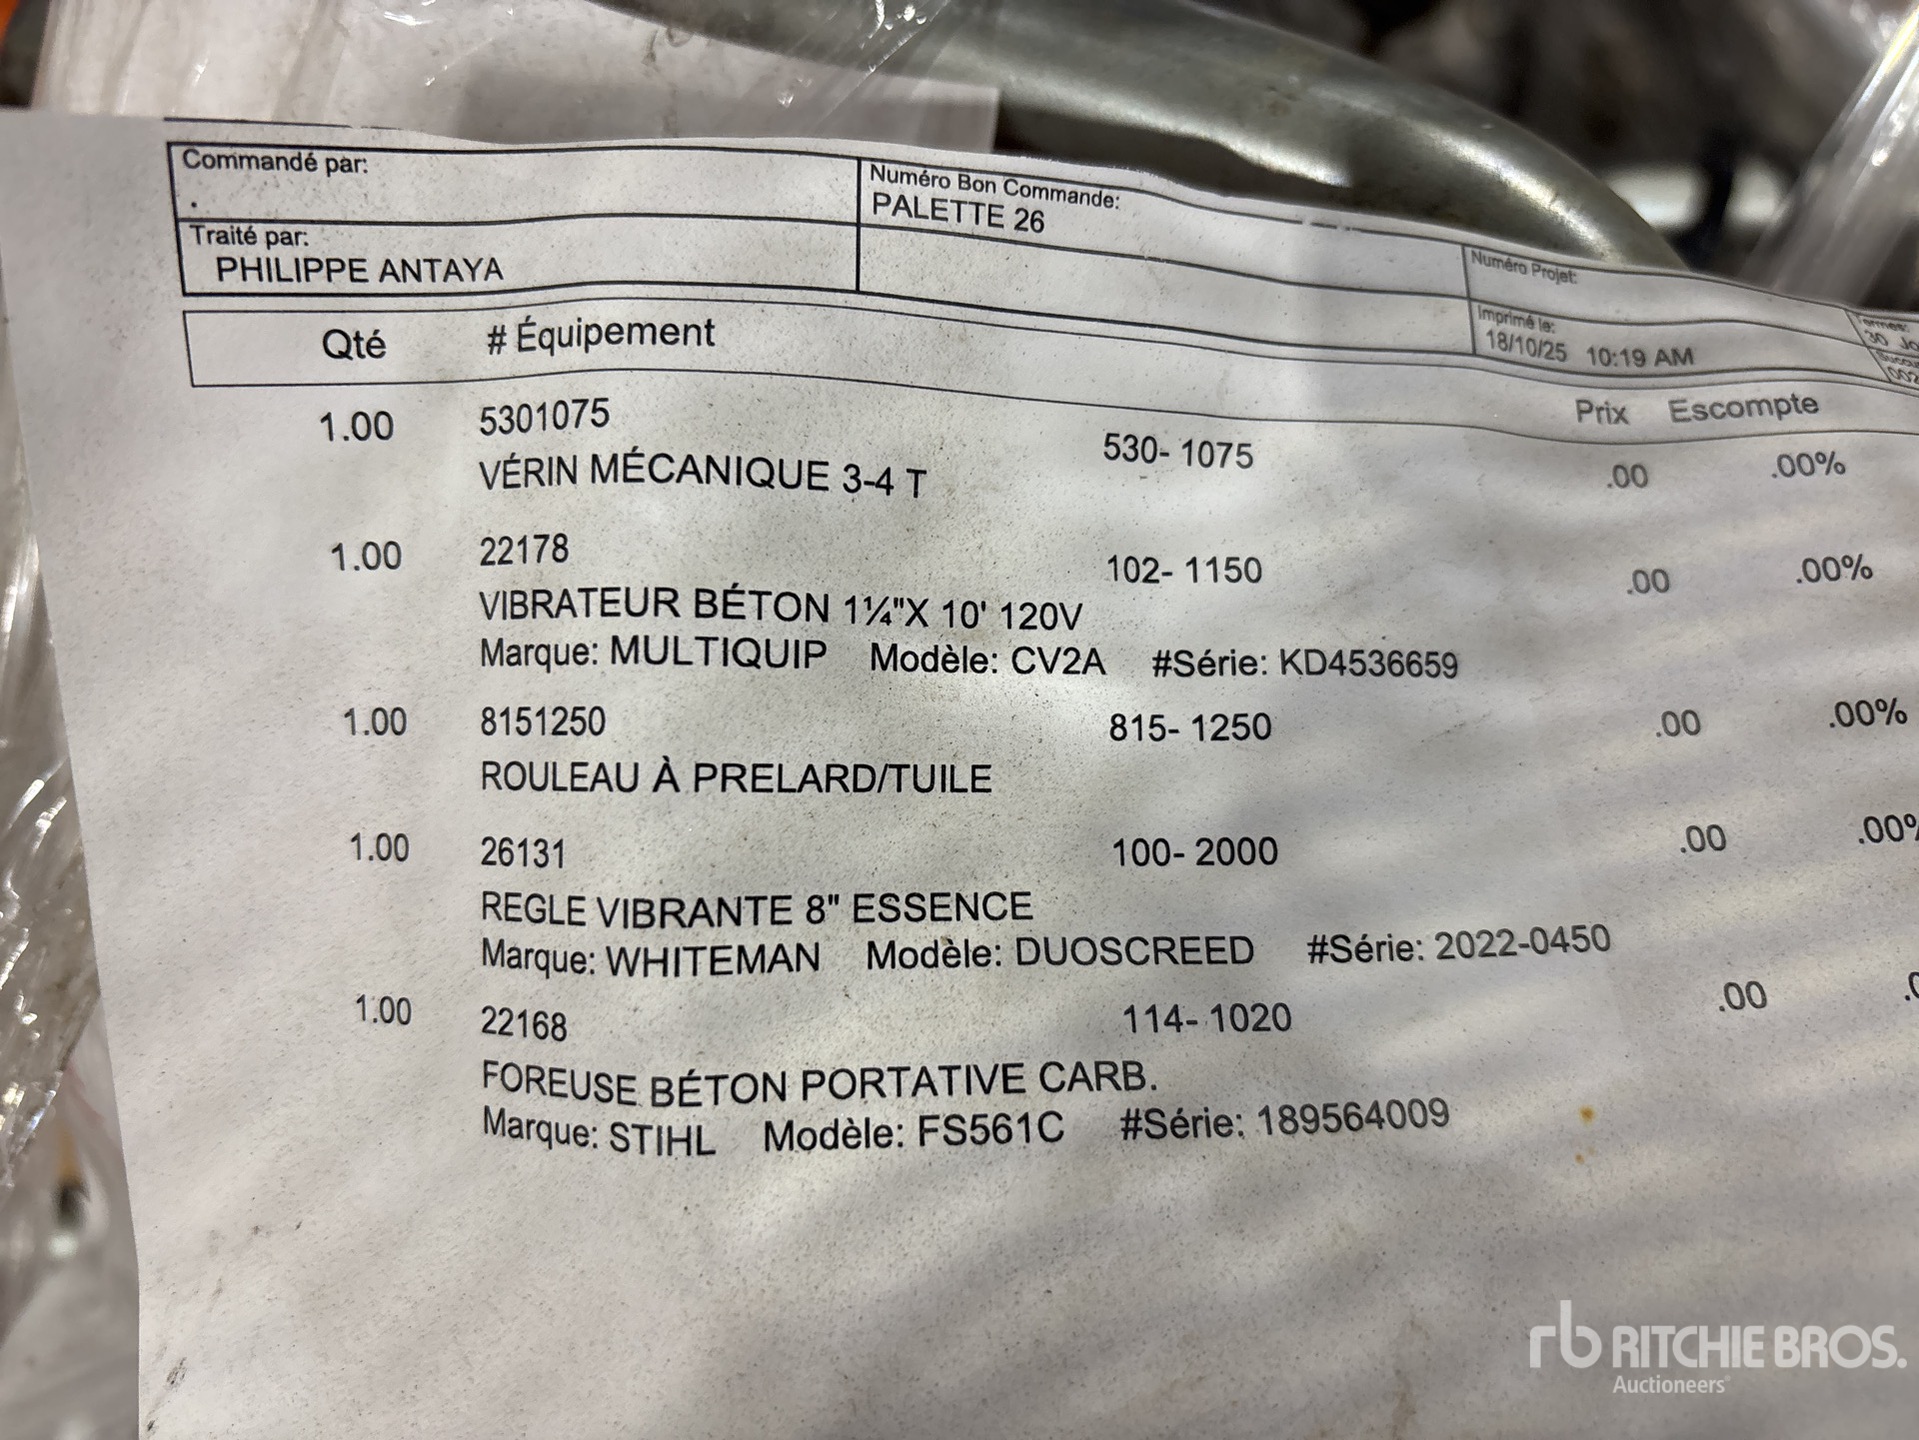 Commandé par:
.
Numéro Bon Commande:
PALETTE 26
Traité par:
PHILIPPE ANTAYA
Numéro Projet:
Imprimé le:
18/10/25 10:19 AM
30 Jo
002
Qté # Équipement
Prix Escompte
1.00 5301075 530- 1075 .00 .00%
VÉRIN MÉCANIQUE 3-4 T
1.00 22178 102- 1150 .00 .00%
VIBRATEUR BÉTON 1¼"X 10' 120V
Marque: MULTIQUIP Modèle: CV2A #Série: KD4536659
1.00 8151250 815- 1250 .00 .00%
ROULEAU À PRELARD/TUILE
1.00 26131 100- 2000 .00 .00%
REGLE VIBRANTE 8" ESSENCE
Marque: WHITEMAN Modèle: DUOSCREED #Série: 2022-0450
1.00 22168 114- 1020 .00
FOREUSE BÉTON PORTATIVE CARB.
Marque: STIHL Modèle: FS561C #Série: 189564009
rb RITCHIE BROS.
Auctioneers